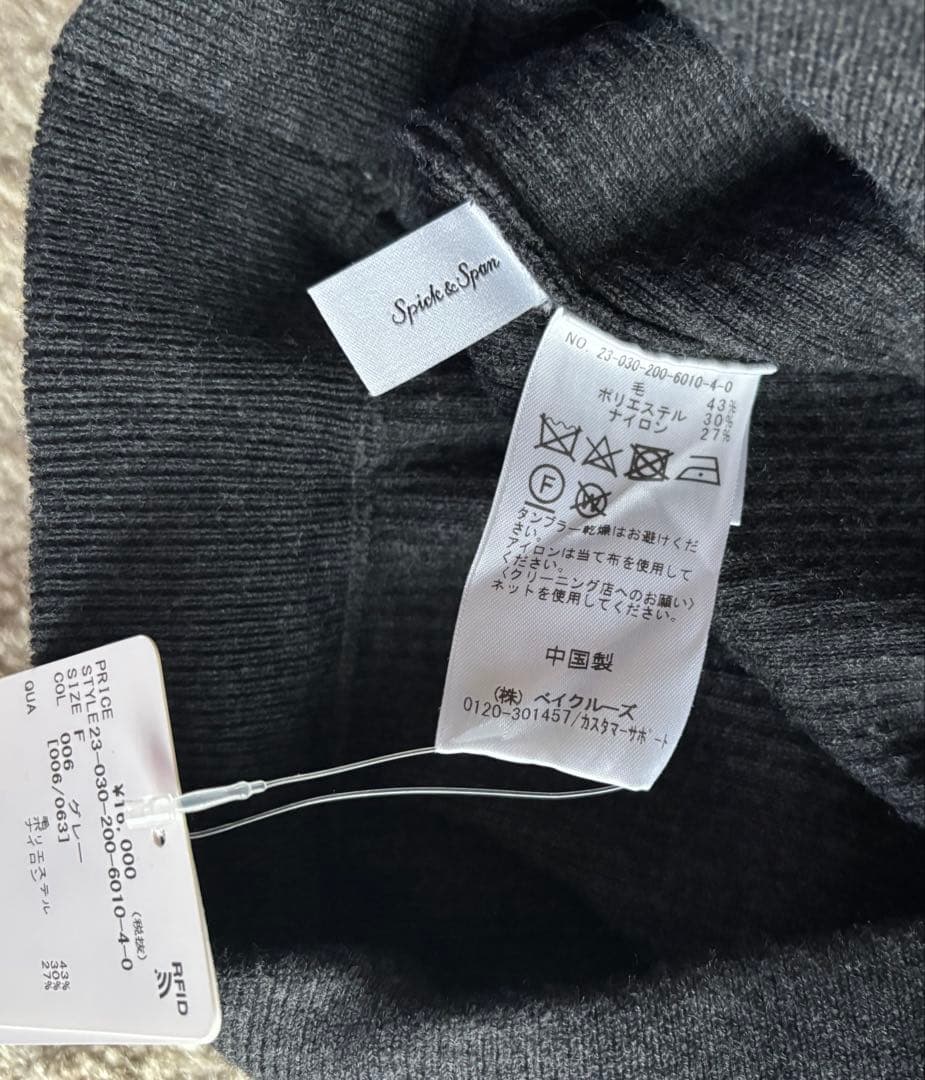 Spick & Span
NO. 23-030-200-6010-4-0
毛 43%
ポリエステル 30%
ナイロン 27%
F
W
タンブラー乾燥はお避けくだ
さい。
アイロンは当て布を使用して
ください。
〈クリーニング店へのお願い〉
ネットを使用してください。
中国製
(株) ベイクルーズ
0120-301457/カスタマーサポート
PRICE ¥16,000 (税抜)
STYLE 23-030-200-6010-4-0
SIZE F
COL 006 グレー
[006/063]
QUA 毛 43%
ポリエステル 30%
ナイロン 27%
RFID